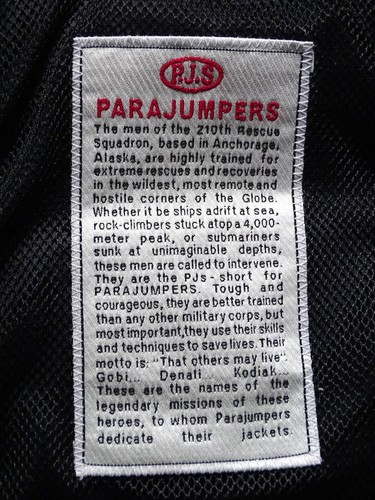 P.J.S
PARAJUMPERS
The men of the 210th Rescue
Squadron, based in Anchorage,
Alaska, are highly trained for
extreme rescues and recoveries
in the wildest, most remote and
hostile corners of the Globe.
Whether it be ships adrift at sea,
rock-climbers stuck atop a 4,000-
meter peak, or submariners
sunk at unimaginable depths,
these men are called to intervene.
They are the PJs - short for
PARAJUMPERS. Tough and
courageous, they are better trained
than any other military corps, but
most important, they use their skills
and techniques to save lives. Their
motto is: "That others may live".
Gobi... Denali... Kodiak...
These are the names of the
legendary missions of these
heroes, to whom Parajumpers
dedicate their jackets.